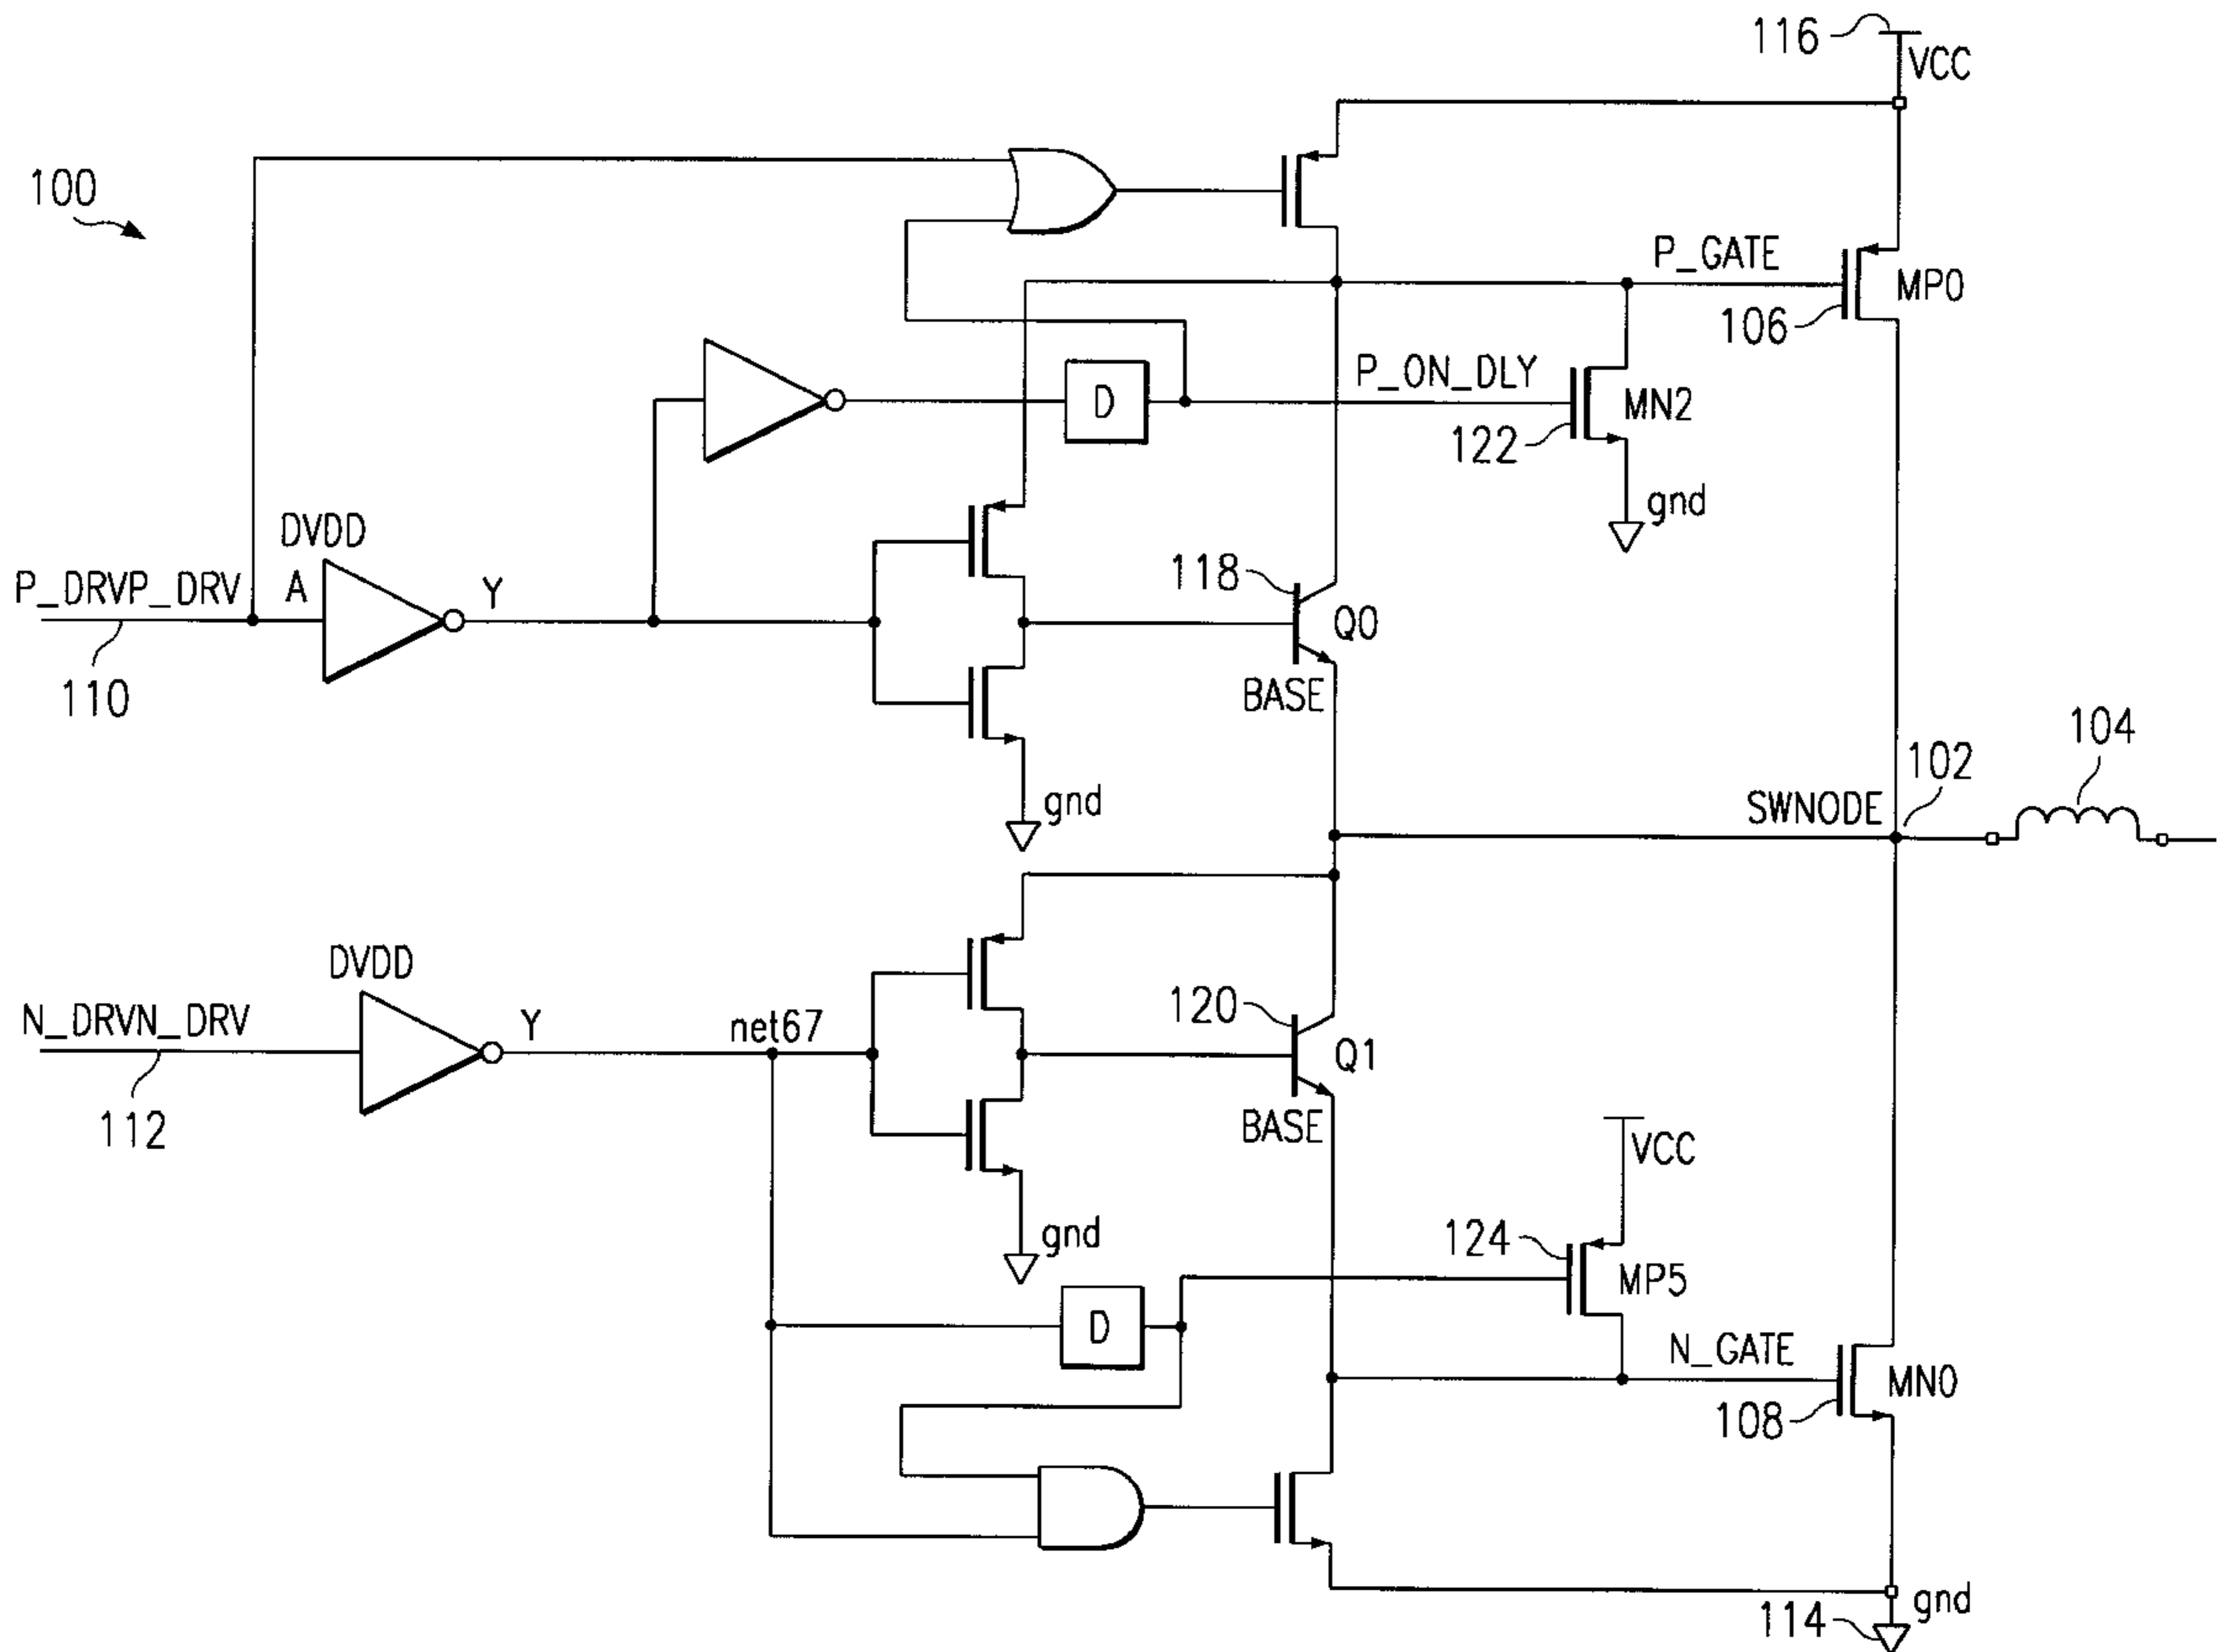 116
VCC
100
P_GATE
MP0
106
P_ON_DLY
D
MN2
122
gnd
DVDD
118
P_DRVP_DRV
A
Y
Q0
110
BASE
104
102
gnd
SWNODE
DVDD
120
N_DRVN_DRV
Y
net67
Q1
112
BASE
VCC
124
gnd
MP5
D
N_GATE
MN0
108
gnd
114